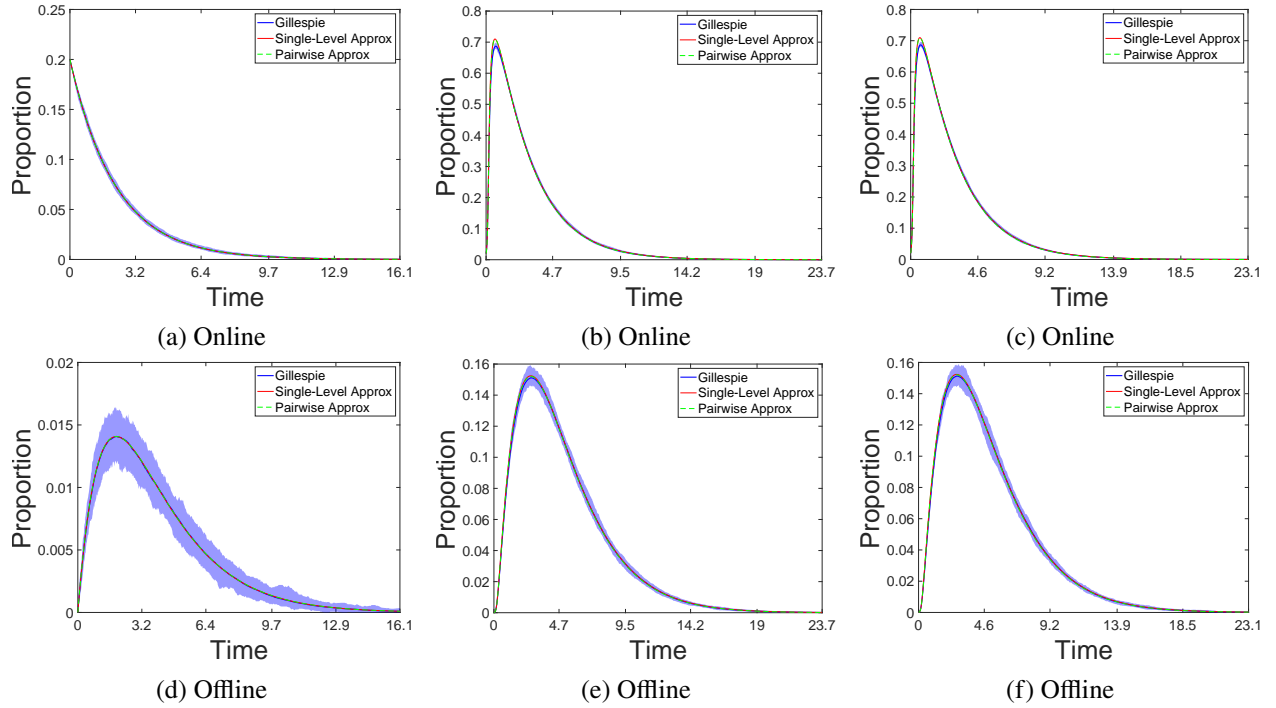 0.25
0.2
0.15
0.1
0.05
0
Proportion
0 3.2 6.4 9.7 12.9 16.1
Time
Gillespie
Single-Level Approx
Pairwise Approx
(a) Online
0.8
0.7
0.6
0.5
0.4
0.3
0.2
0.1
0
Proportion
0 4.7 9.5 14.2 19 23.7
Time
Gillespie
Single-Level Approx
Pairwise Approx
(b) Online
0.8
0.7
0.6
0.5
0.4
0.3
0.2
0.1
0
Proportion
0 4.6 9.2 13.9 18.5 23.1
Time
Gillespie
Single-Level Approx
Pairwise Approx
(c) Online
0.02
0.015
0.01
0.005
0
Proportion
0 3.2 6.4 9.7 12.9 16.1
Time
Gillespie
Single-Level Approx
Pairwise Approx
(d) Offline
0.16
0.14
0.12
0.1
0.08
0.06
0.04
0.02
0
Proportion
0 4.7 9.5 14.2 19 23.7
Time
Gillespie
Single-Level Approx
Pairwise Approx
(e) Offline
0.16
0.14
0.12
0.1
0.08
0.06
0.04
0.02
0
Proportion
0 4.6 9.2 13.9 18.5 23.1
Time
Gillespie
Single-Level Approx
Pairwise Approx
(f) Offline